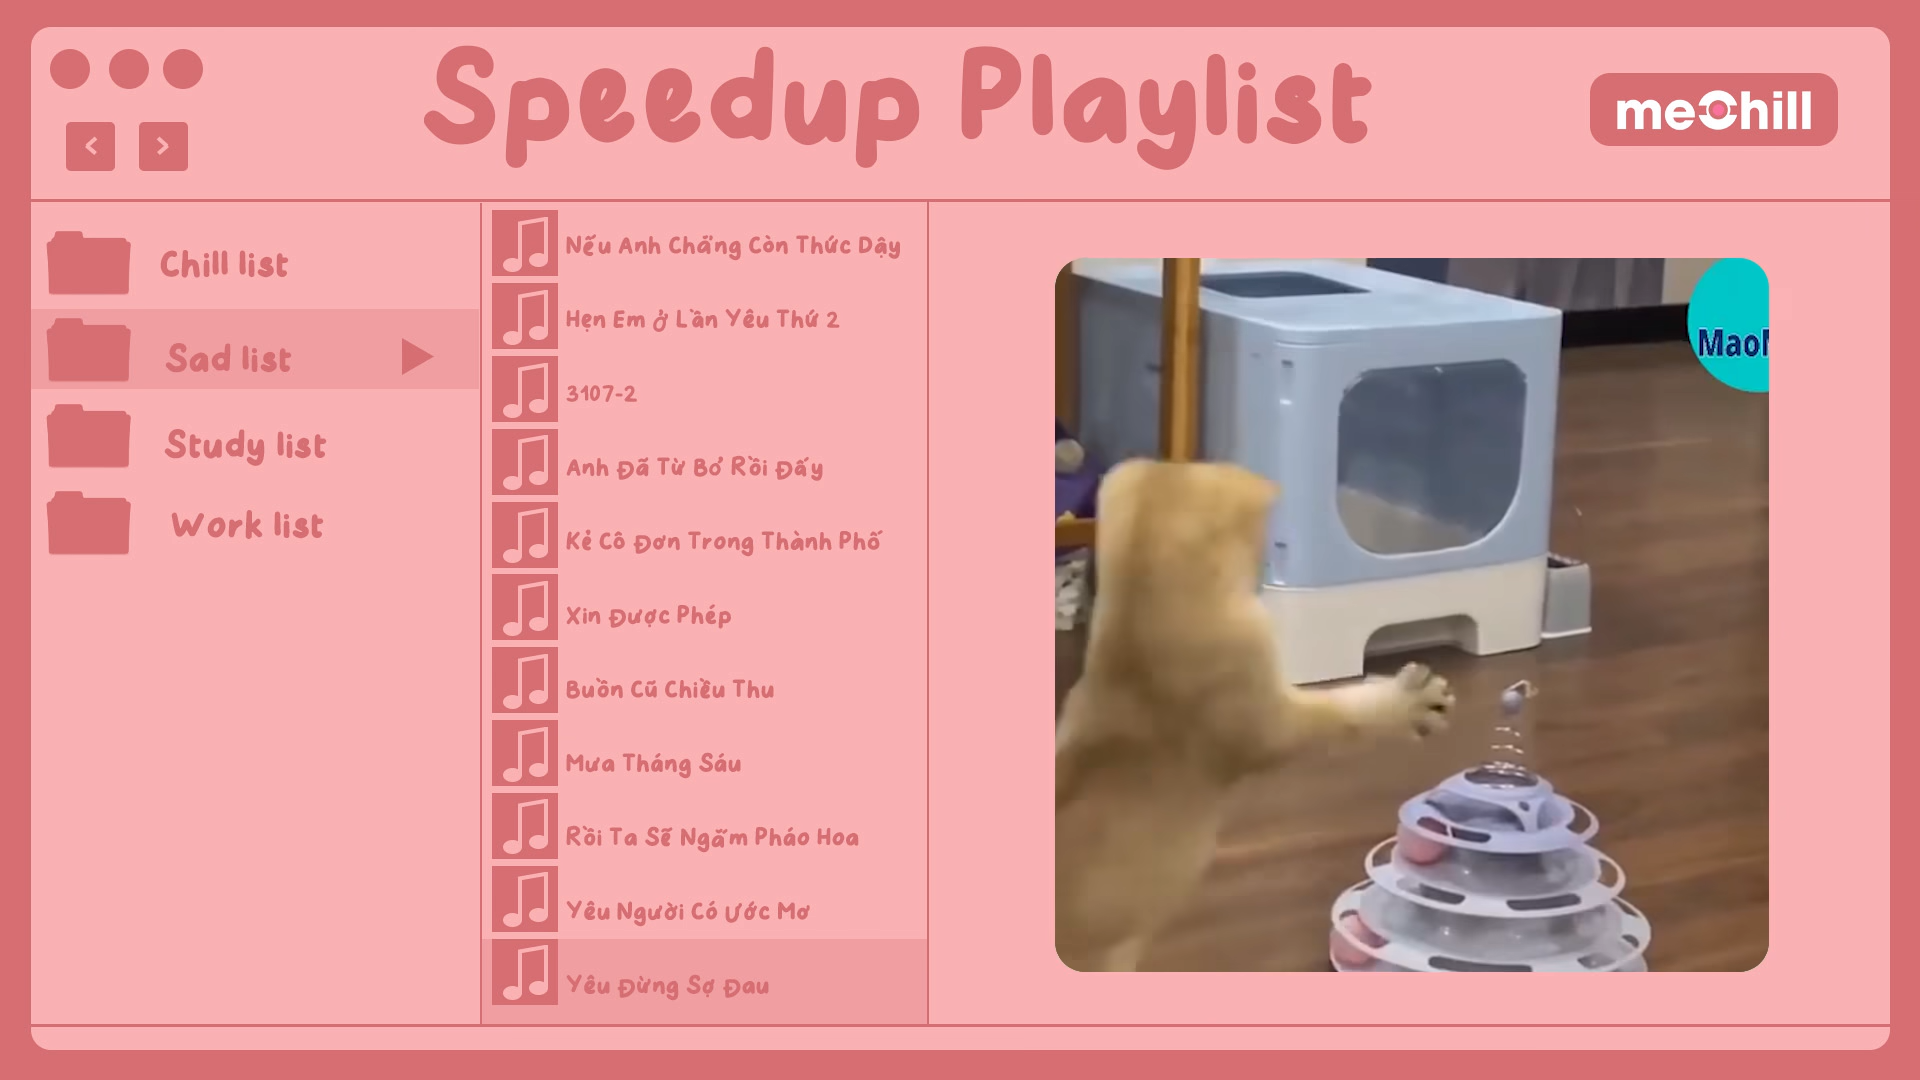 Speedup Playlist
meChill
Chill list
Sad list
Study list
Work list
Nếu Anh Chẳng Còn Thức Dậy
Hẹn Em ở Lần Yêu Thứ 2
3107-2
Anh Đã Từ Bỏ Rồi Đấy
Kẻ Cô Đơn Trong Thành Phố
Xin Được Phép
Buồn Cũ Chiều Thu
Mưa Tháng Sáu
Rồi Ta Sẽ Ngắm Pháo Hoa
Yêu Người Có Ước Mơ
Yêu Đừng Sợ Đau